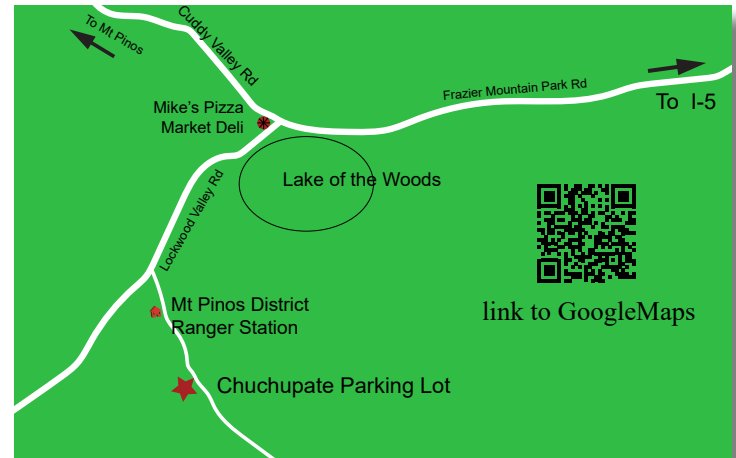 To Mt Pinos
Cuddy Valley Rd
Frazier Mountain Park Rd
To I-5
Mike's Pizza
Market Deli
Lake of the Woods
Lockwood Valley Rd
Mt Pinos District
Ranger Station
link to GoogleMaps
Chuchupate Parking Lot